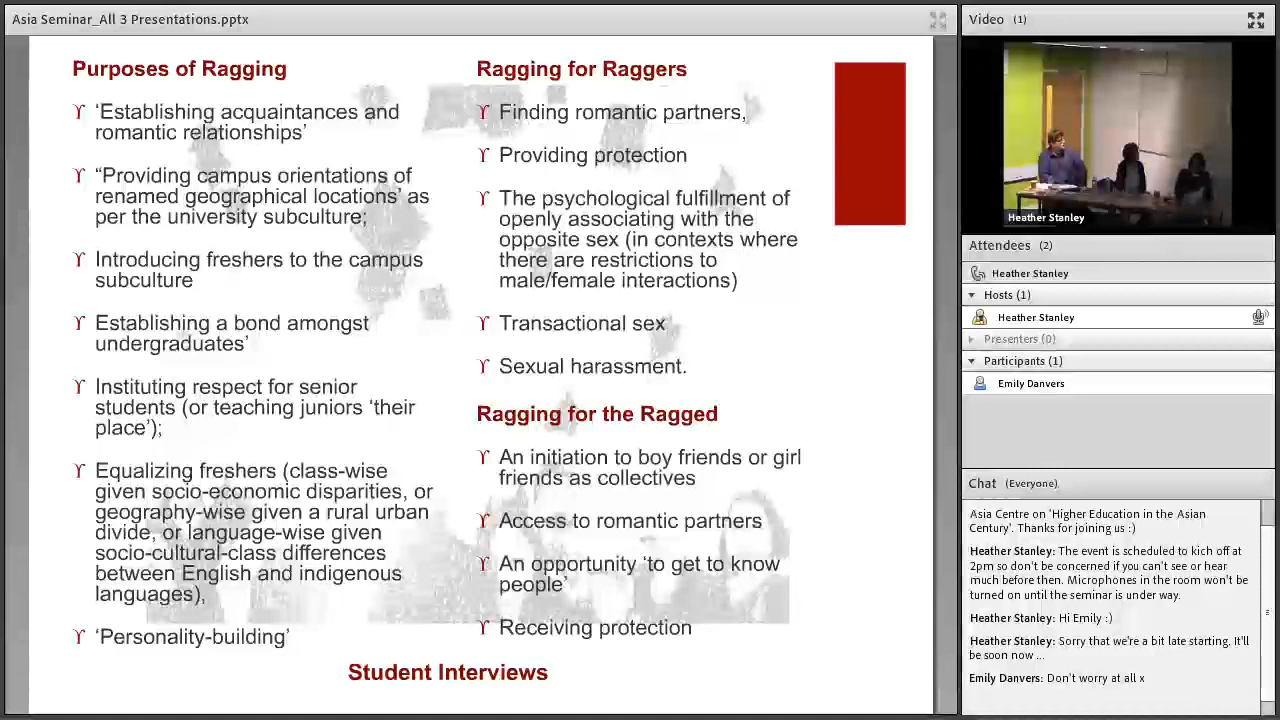 Asia Seminar_All 3 Presentations.pptx
Purposes of Ragging
‘Establishing acquaintances and
romantic relationships’
“Providing campus orientations of
renamed geographical locations’ as
per the university subculture;
Introducing freshers to the campus
subculture
Establishing a bond amongst
undergraduates’
Instituting respect for senior
students (or teaching juniors ‘their
place’);
Equalizing freshers (class-wise
given socio-economic disparities, or
geography-wise given a rural urban
divide, or language-wise given
socio-cultural-class differences
between English and indigenous
languages),
‘Personality-building’
Ragging for Raggers
Finding romantic partners,
Providing protection
The psychological fulfillment of
openly associating with the
opposite sex (in contexts where
there are restrictions to
male/female interactions)
Transactional sex
Sexual harassment.
Ragging for the Ragged
An initiation to boy friends or girl
friends as collectives
Access to romantic partners
An opportunity ‘to get to know
people’
Receiving protection
Student Interviews
Video (1)
Heather Stanley
Attendees (2)
Heather Stanley
Hosts (1)
Heather Stanley
Presenters (0)
Participants (1)
Emily Danvers
Chat (Everyone)
Asia Centre on 'Higher Education in the Asian
Century'. Thanks for joining us :)
Heather Stanley: The event is scheduled to kick off at
2pm so don't be concerned if you can't see or hear
much before then. Microphones in the room won't be
turned on until the seminar is under way.
Heather Stanley: Hi Emily :)
Heather Stanley: Sorry that we're a bit late starting. It'll
be soon now ...
Emily Danvers: Don't worry at all x